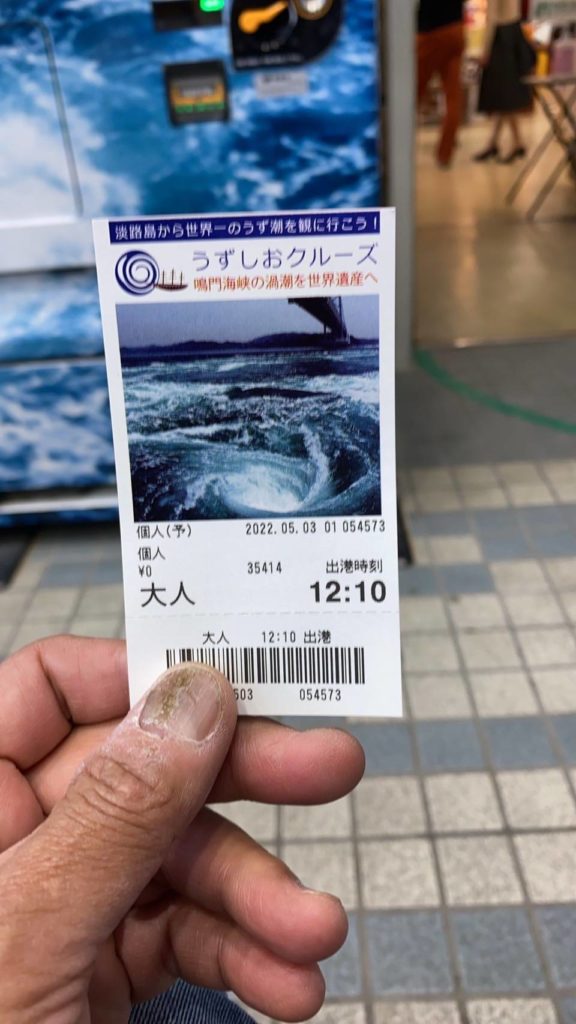 淡路島から世界一のうず潮を観に行こう!
うずしおクルーズ
鳴門海峡の渦潮を世界遺産へ
個人(予) 2022.05.03 01 054573
個人
¥0 35414 出港時刻
大人 12:10
大人 12:10 出港
503 054573